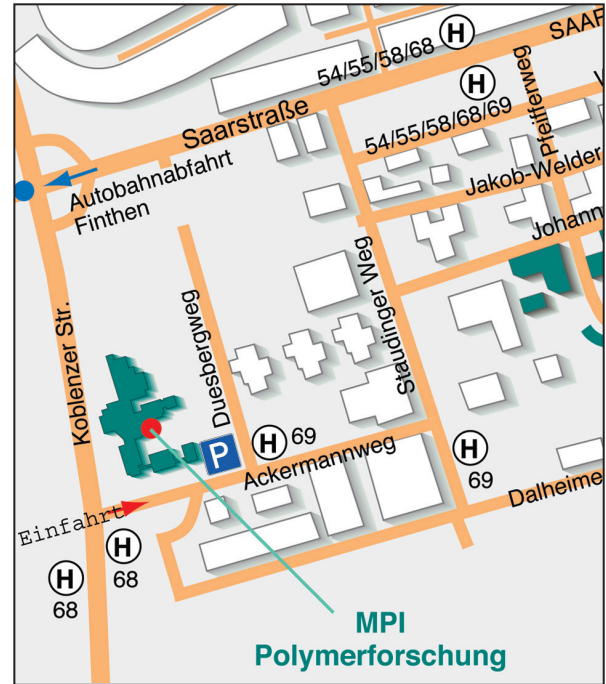 54/55/58/68 H
SAAR
H
Saarstraße
54/55/58/68/69
Pfeifferweg
Jakob-Welder
Autobahnabfahrt
Finthen
Johann
Koblenzer Str.
Duesbergweg
Staudinger Weg
P
H 69
Ackermannweg
H
69
Dalheime
Einfahrt
H
68
H
68
MPI
Polymerforschung